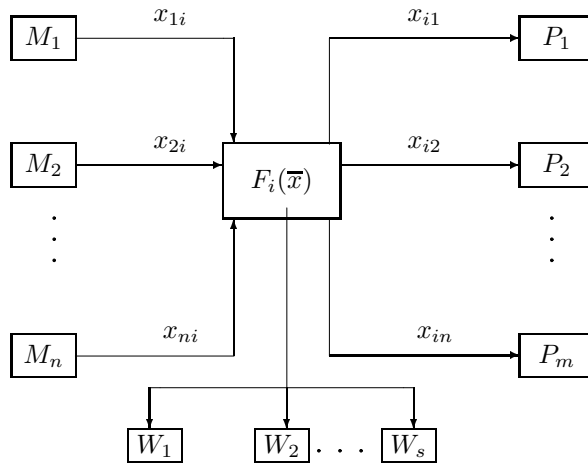 x_{1i} x_{i1}
M_1 P_1
x_{2i} x_{i2}
M_2 F_i(\overline{x}) P_2
x_{ni} x_{in}
M_n P_m
W_1 W_2 . . . W_s